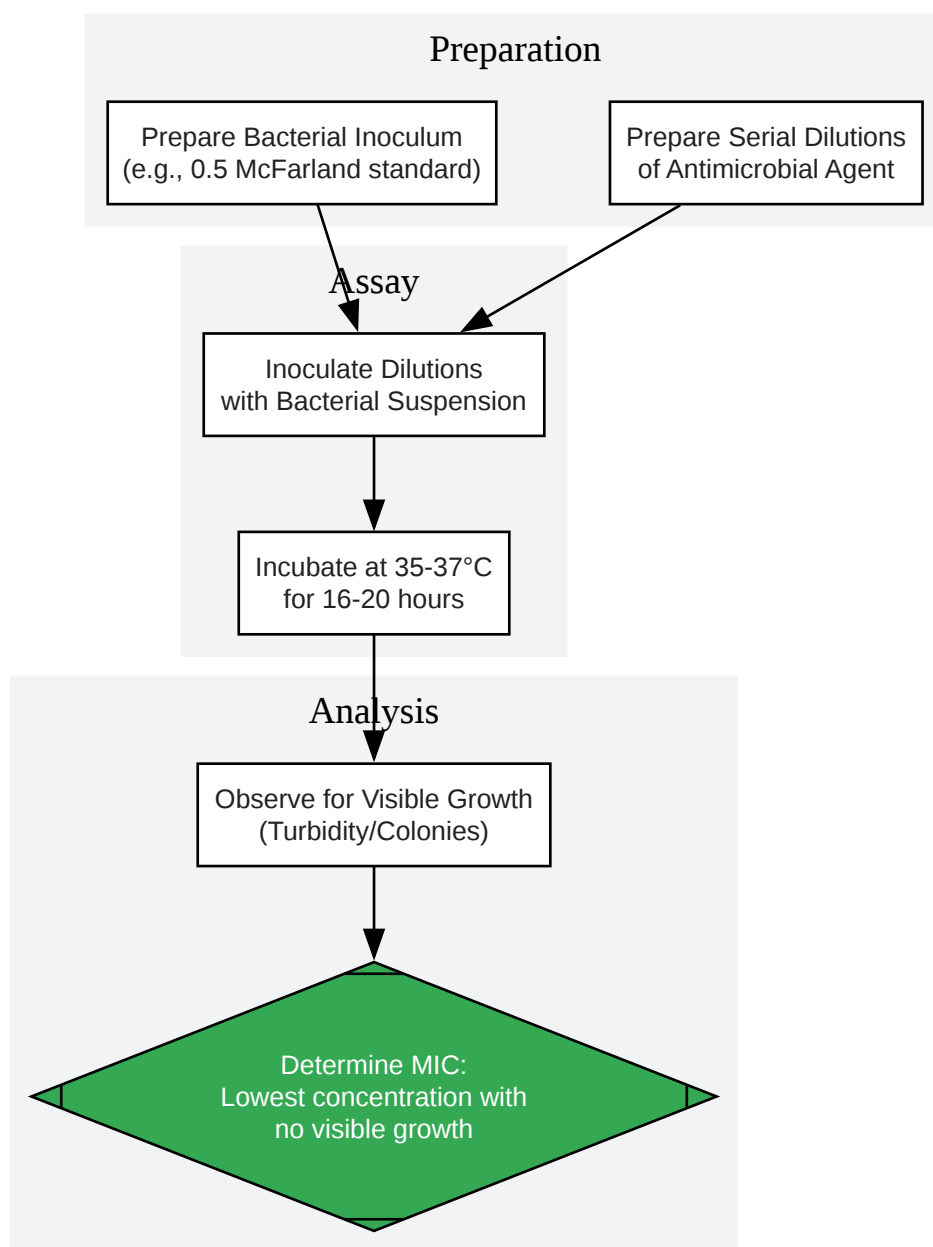 Preparation
Prepare Bacterial Inoculum
(e.g., 0.5 McFarland standard)
Prepare Serial Dilutions
of Antimicrobial Agent
Assay
Inoculate Dilutions
with Bacterial Suspension
Incubate at 35-37°C
for 16-20 hours
Analysis
Observe for Visible Growth
(Turbidity/Colonies)
Determine MIC:
Lowest concentration with
no visible growth